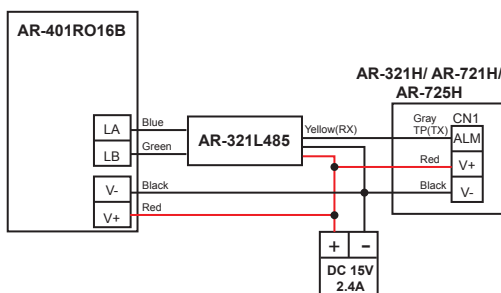 AR-401RO16B
AR-321H/ AR-721H/
AR-725H
LA
Blue
LB
Green
V-
Black
V+
Red
AR-321L485
Yellow(RX)
Gray
TP(TX)
CN1
ALM
Red
V+
Black
V-
+
-
DC 15V
2.4A